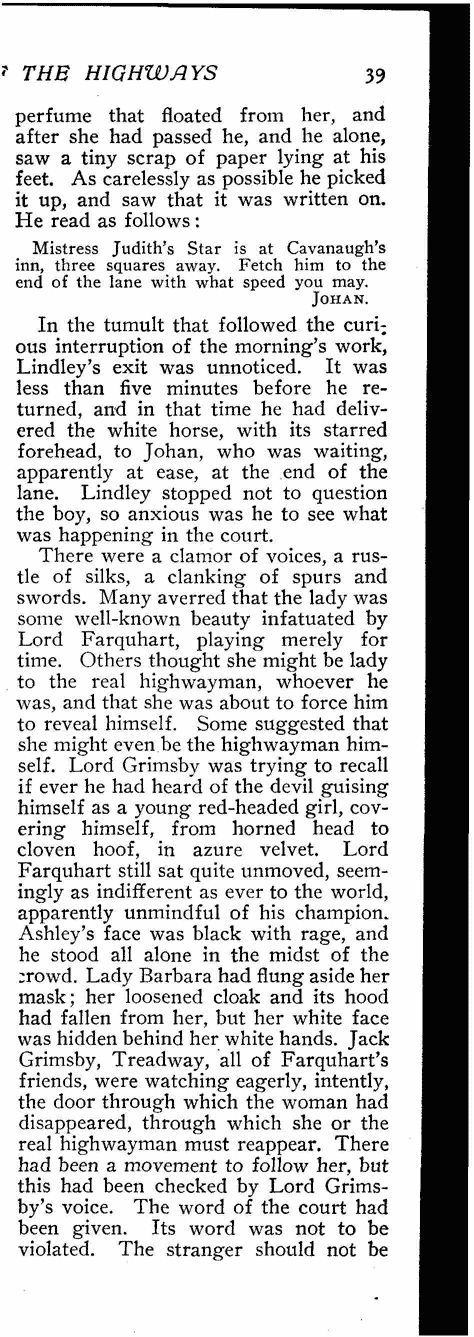 THE HIGHWAYS 39
perfume that floated from her, and
after she had passed he, and he alone,
saw a tiny scrap of paper lying at his
feet. As carelessly as possible he picked
it up, and saw that it was written on.
He read as follows:
Mistress Judith's Star is at Cavanaugh's
inn, three squares away. Fetch him to the
end of the lane with what speed you may.
JOHAN.
In the tumult that followed the curi-
ous interruption of the morning's work,
Lindley's exit was unnoticed. It was
less than five minutes before he re-
turned, and in that time he had deliv-
ered the white horse, with its starred
forehead, to Johan, who was waiting,
apparently at ease, at the end of the
lane. Lindley stopped not to question
the boy, so anxious was he to see what
was happening in the court.
There were a clamor of voices, a rus-
tle of silks, a clanking of spurs and
swords. Many averred that the lady was
some well-known beauty infatuated by
Lord Farquhart, playing merely for
time. Others thought she might be lady
to the real highwayman, whoever he
was, and that she was about to force him
to reveal himself. Some suggested that
she might even be the highwayman him-
self. Lord Grimsby was trying to recall
if ever he had heard of the devil guising
himself as a young red-headed girl, cov-
ering himself, from horned head to
cloven hoof, in azure velvet. Lord
Farquhart still sat quite unmoved, seem-
ingly as indifferent as ever to the world,
apparently unmindful of his champion.
Ashley's face was black with rage, and
he stood all alone in the midst of the
crowd. Lady Barbara had flung aside her
mask; her loosened cloak and its hood
had fallen from her, but her white face
was hidden behind her white hands. Jack
Grimsby, Treadway, all of Farquhart's
friends, were watching eagerly, intently,
the door through which the woman had
disappeared, through which she or the
real highwayman must reappear. There
had been a movement to follow her, but
this had been checked by Lord Grims-
by's voice. The word of the court had
been given. Its word was not to be
violated. The stranger should not be